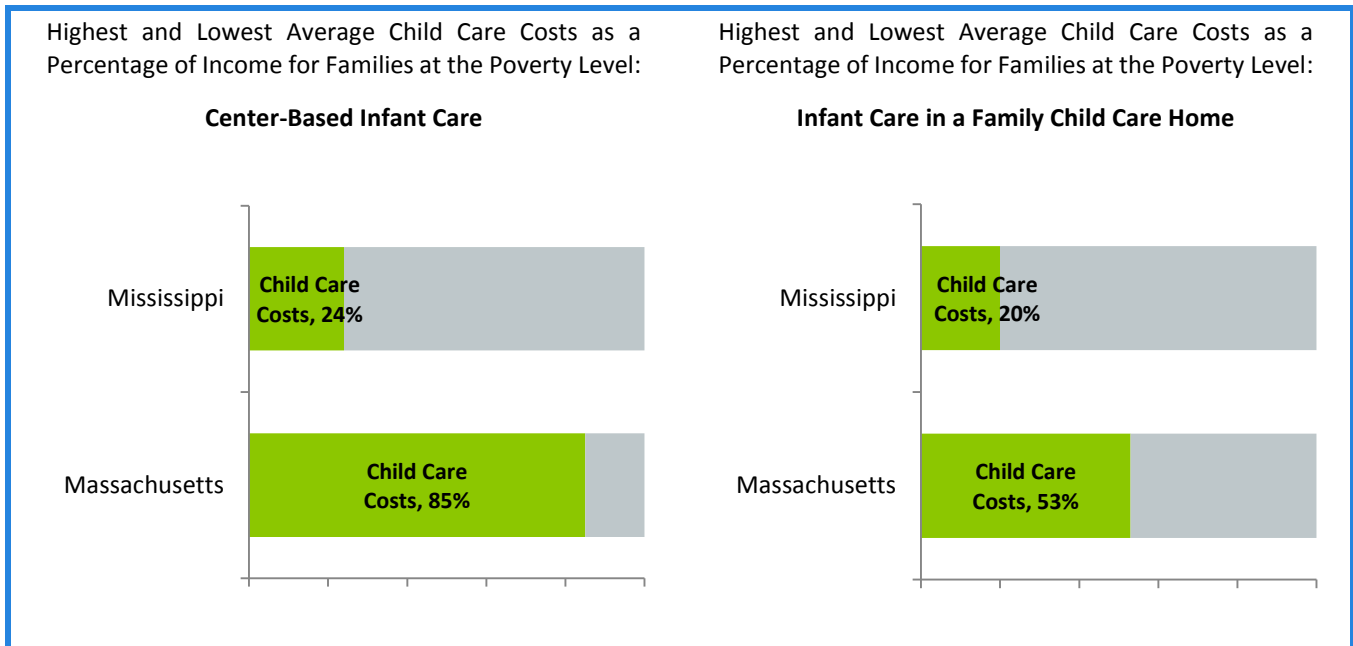 Highest and Lowest Average Child Care Costs as a
Percentage of Income for Families at the Poverty Level:
Center-Based Infant Care
Mississippi
Child Care
Costs, 24%
Massachusetts
Child Care
Costs, 85%
Highest and Lowest Average Child Care Costs as a
Percentage of Income for Families at the Poverty Level:
Infant Care in a Family Child Care Home
Mississippi
Child Care
Costs, 20%
Massachusetts
Child Care
Costs, 53%